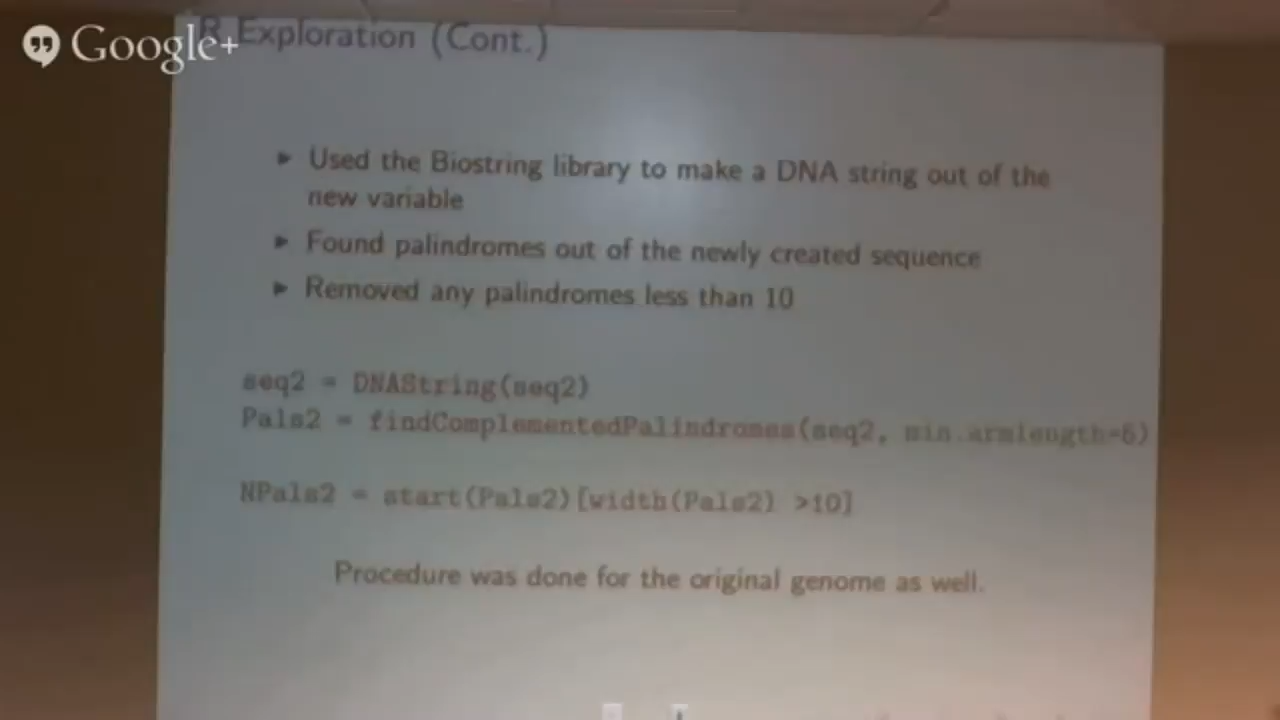 Google+
R Exploration (Cont.)
► Used the Biostring library to make a DNA string out of the
new variable
► Found palindromes out of the newly created sequence
► Removed any palindromes less than 10
seq2 = DNAString(seq2)
Pals2 = findComplementedPalindromes(seq2, min.armlength=6)
NPals2 = start(Pals2)[width(Pals2) >10]
Procedure was done for the original genome as well.